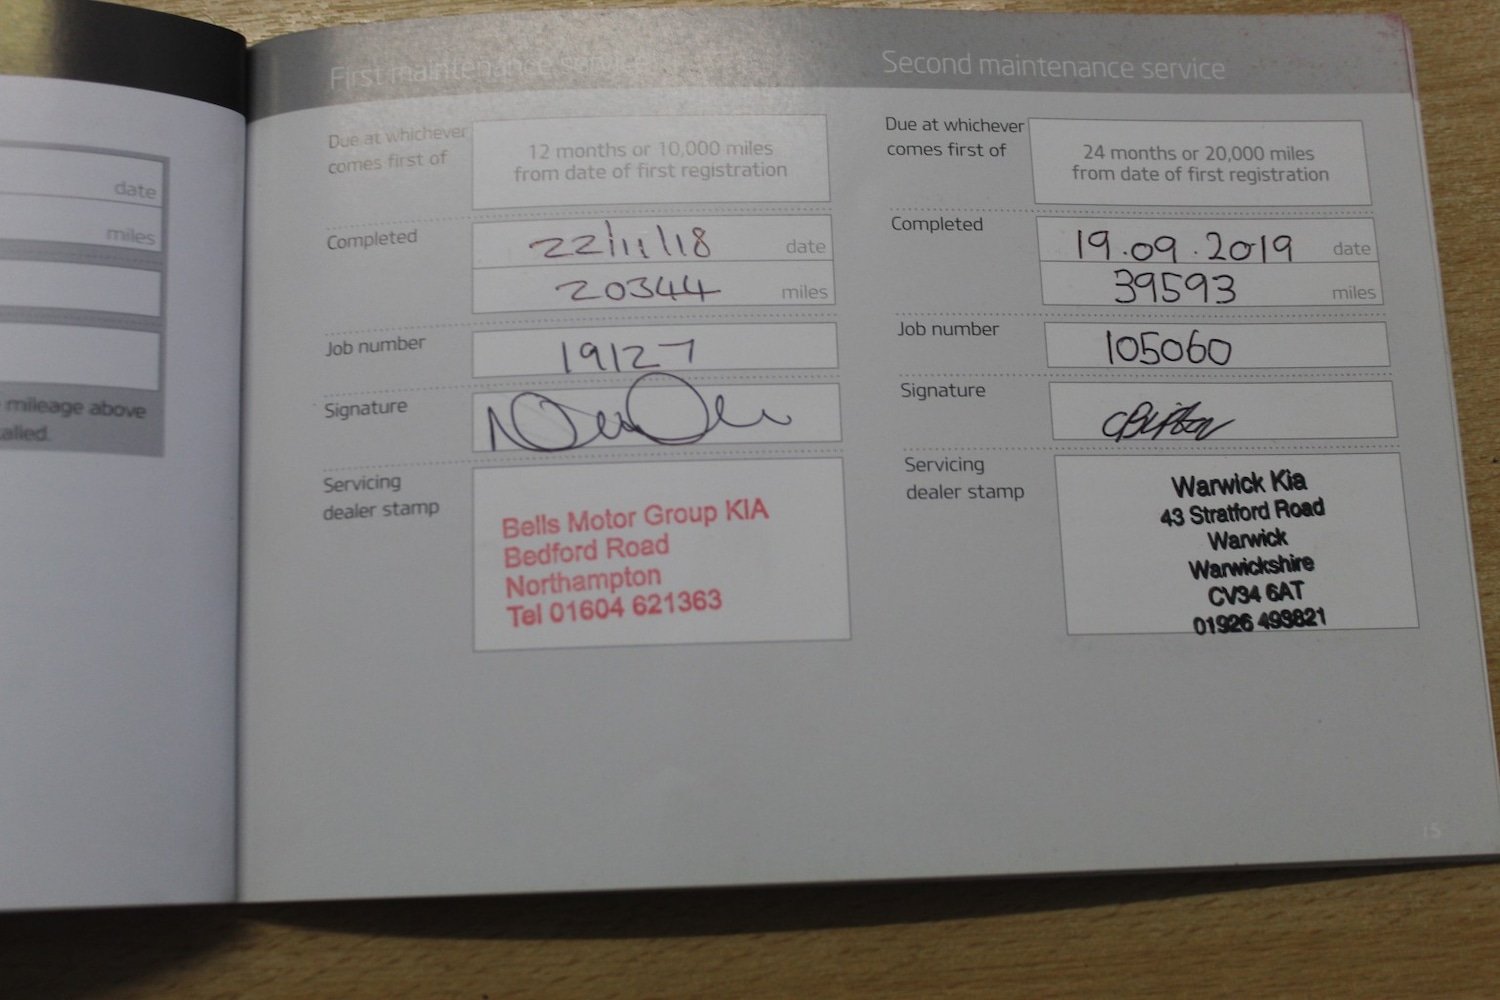 date
miles
mileage above
alled.
First maintenance service
Due at whichever
comes first of
12 months or 10,000 miles
from date of first registration
Completed
22/11/18 date
20344 miles
Job number
19127
Signature
Servicing
dealer stamp
Bells Motor Group KIA
Bedford Road
Northampton
Tel 01604 621363
Second maintenance service
Due at whichever
comes first of
24 months or 20,000 miles
from date of first registration
Completed
19.09.2019 date
39593 miles
Job number
105060
Signature
Servicing
dealer stamp
Warwick Kia
43 Stratford Road
Warwick
Warwickshire
CV34 6AT
01926 493821
15